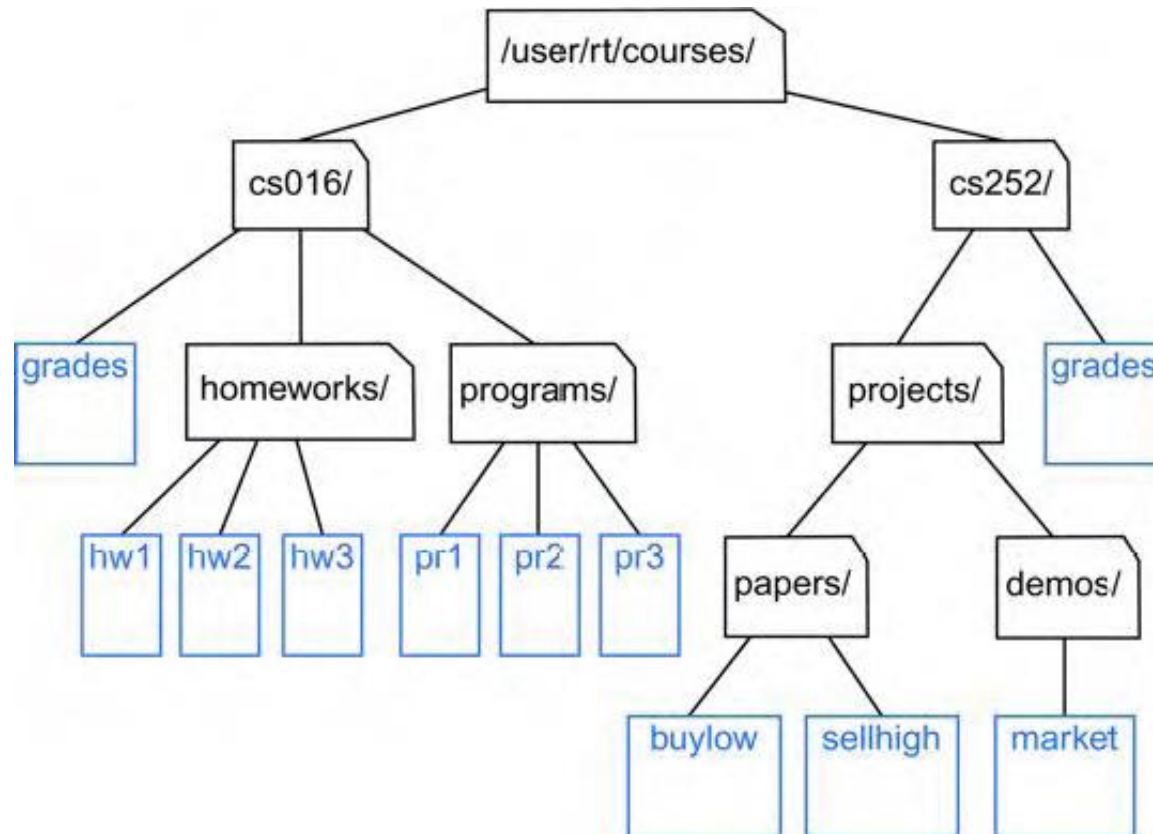 /user/rt/courses/
cs016/
cs252/
grades
homeworks/
programs/
projects/
grades
hw1
hw2
hw3
pr1
pr2
pr3
papers/
demos/
buylow
sellhigh
market